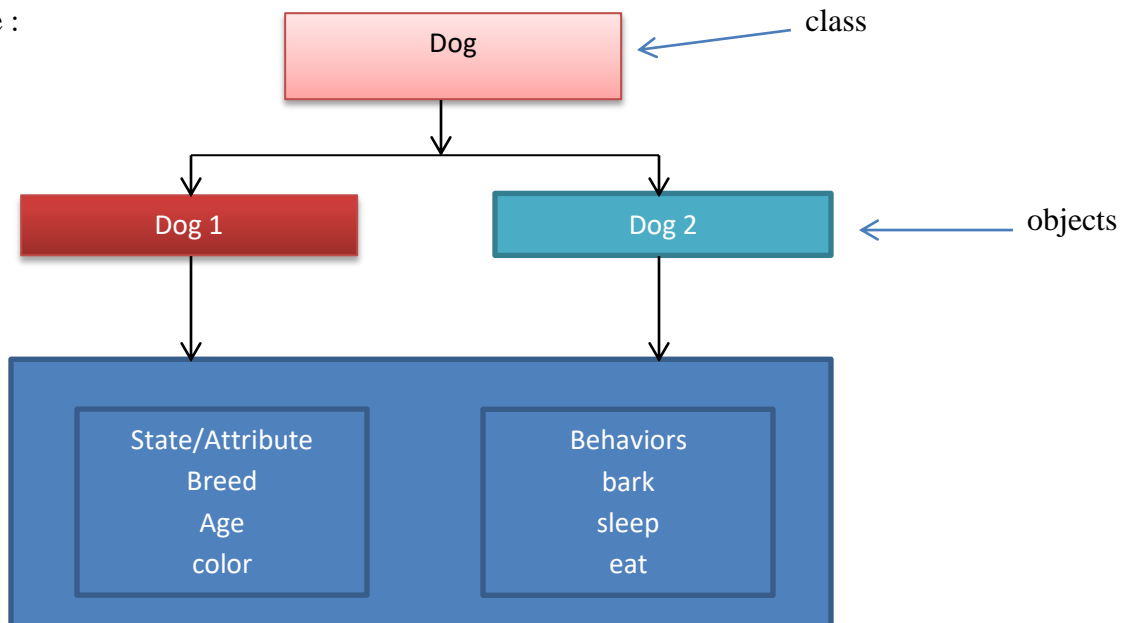 e :
class
Dog
Dog 1
Dog 2
objects
State/Attribute
Breed
Age
color
Behaviors
bark
sleep
eat